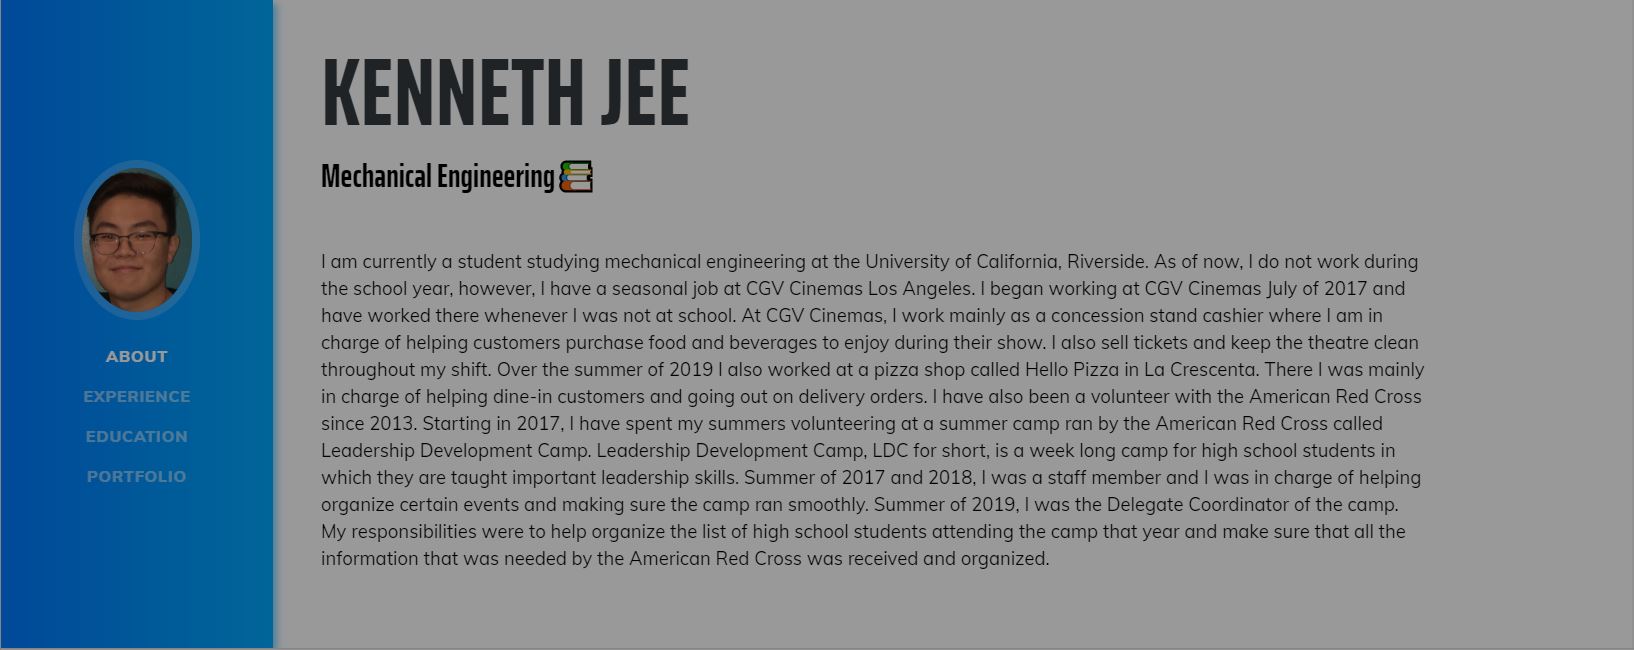 KENNETH JEE
Mechanical Engineering
ABOUT
EXPERIENCE
EDUCATION
PORTFOLIO
I am currently a student studying mechanical engineering at the University of California, Riverside. As of now, I do not work during
the school year, however, I have a seasonal job at CGV Cinemas Los Angeles. I began working at CGV Cinemas July of 2017 and
have worked there whenever I was not at school. At CGV Cinemas, I work mainly as a concession stand cashier where I am in
charge of helping customers purchase food and beverages to enjoy during their show. I also sell tickets and keep the theatre clean
throughout my shift. Over the summer of 2019 I also worked at a pizza shop called Hello Pizza in La Crescenta. There I was mainly
in charge of helping dine-in customers and going out on delivery orders. I have also been a volunteer with the American Red Cross
since 2013. Starting in 2017, I have spent my summers volunteering at a summer camp ran by the American Red Cross called
Leadership Development Camp. Leadership Development Camp, LDC for short, is a week long camp for high school students in
which they are taught important leadership skills. Summer of 2017 and 2018, I was a staff member and I was in charge of helping
organize certain events and making sure the camp ran smoothly. Summer of 2019, I was the Delegate Coordinator of the camp.
My responsibilities were to help organize the list of high school students attending the camp that year and make sure that all the
information that was needed by the American Red Cross was received and organized.